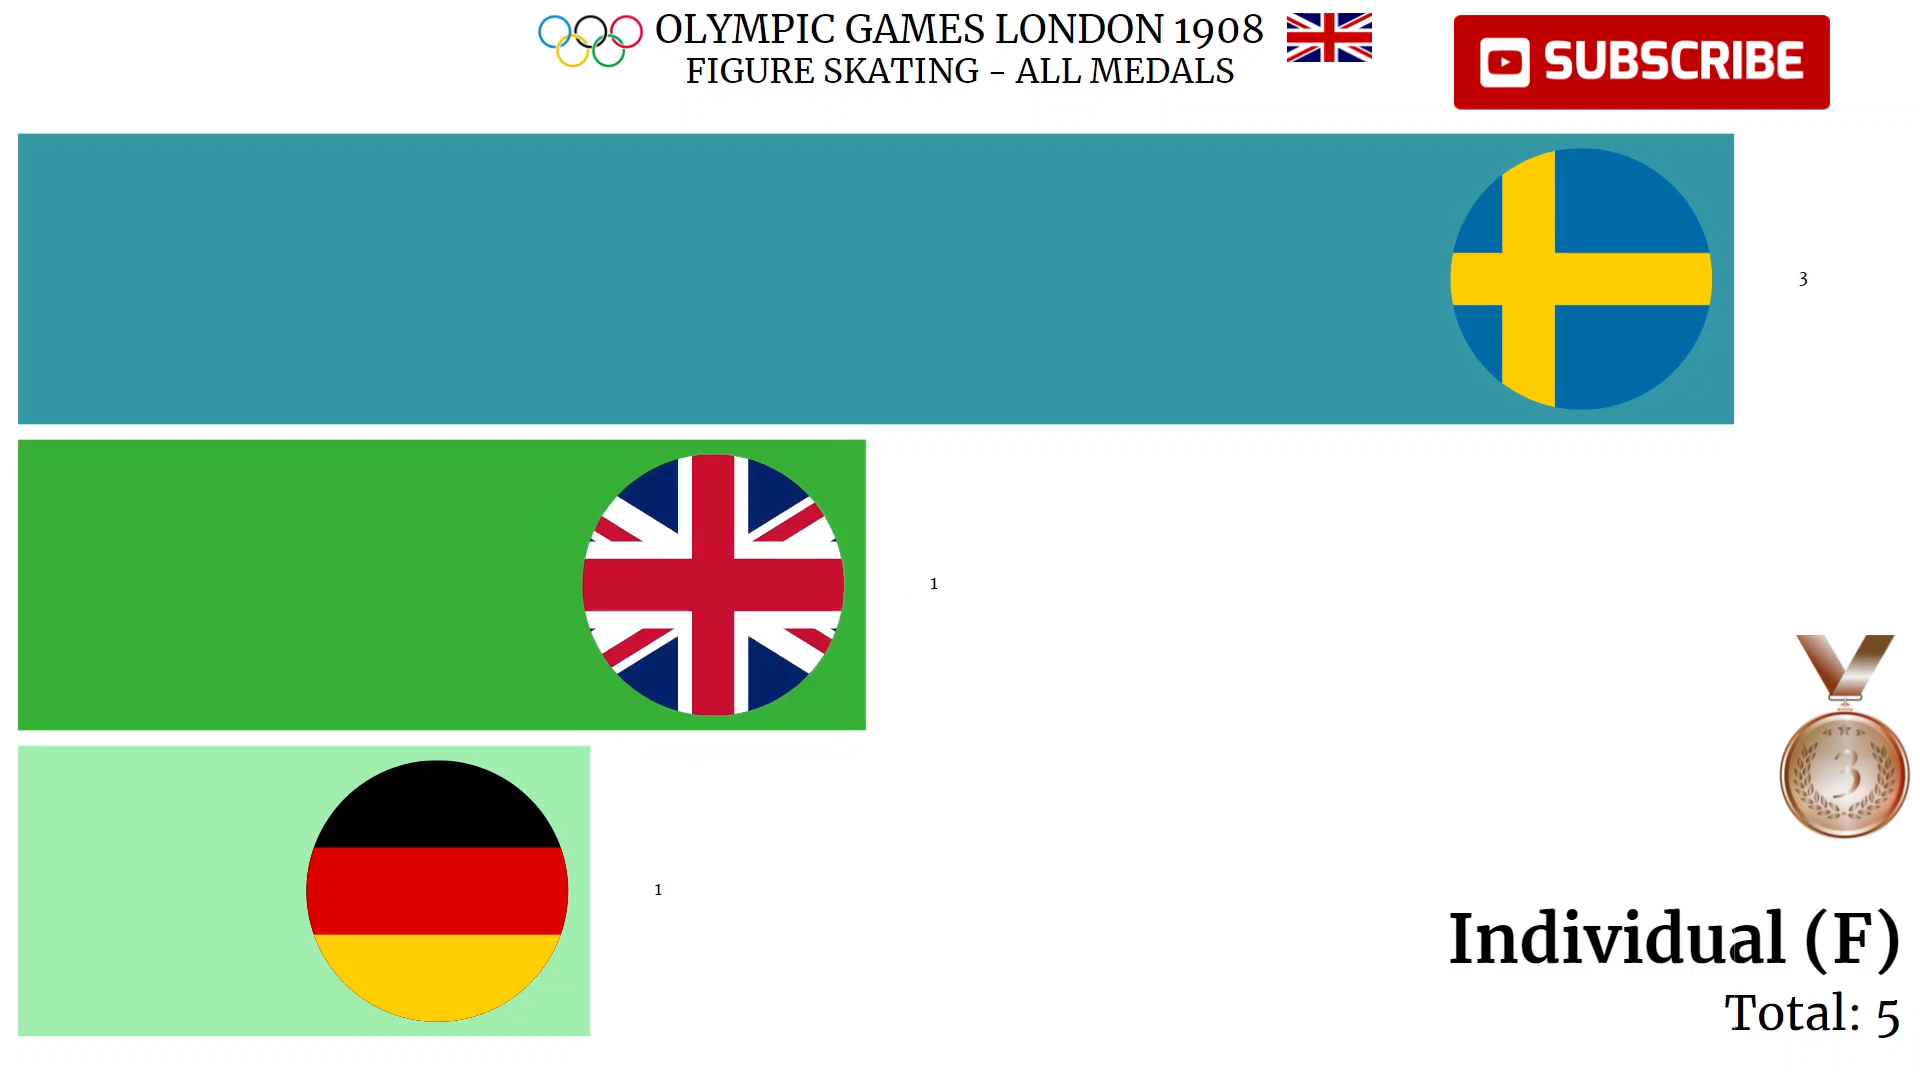 OLYMPIC GAMES LONDON 1908
FIGURE SKATING - ALL MEDALS
SUBSCRIBE
3
1
1
3
Individual (F)
Total: 5